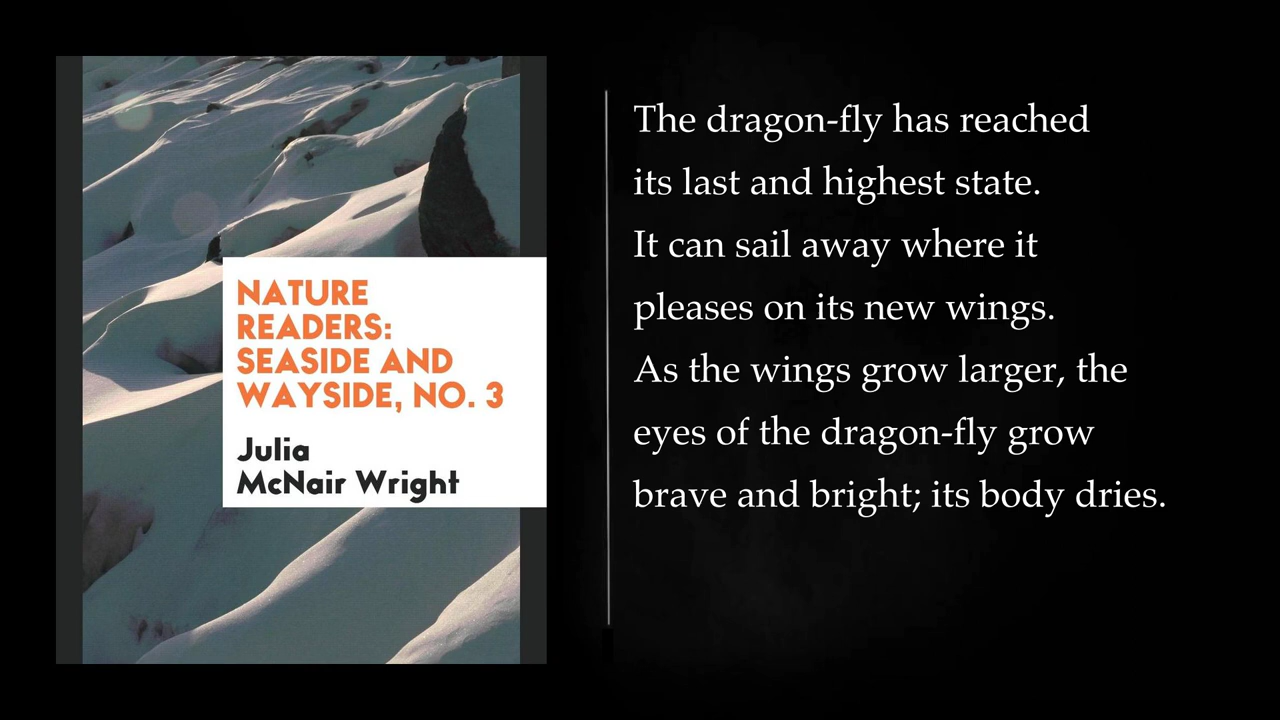 NATURE
READERS:
SEASIDE AND
WAYSIDE, NO. 3
Julia
McNair Wright
The dragon-fly has reached
its last and highest state.
It can sail away where it
pleases on its new wings.
As the wings grow larger, the
eyes of the dragon-fly grow
brave and bright; its body dries.